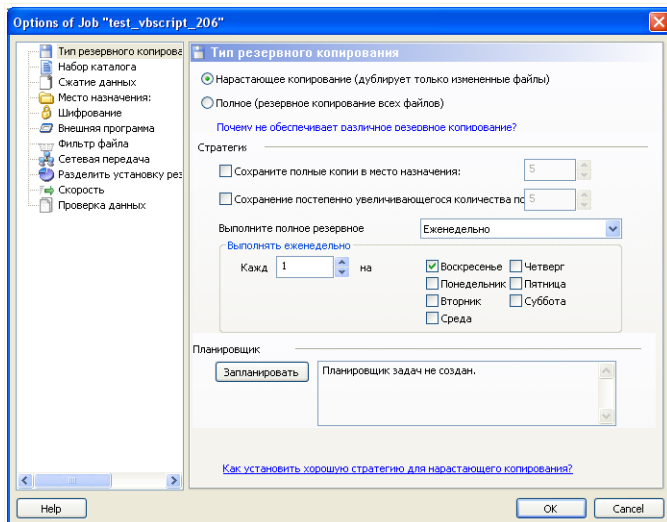 Options of Job "test_vbscript_206"
Тип резервного копирова
Набор каталога
Сжатие данных
Место назначения:
Шифрование
Внешняя программа
Фильтр файла
Сетевая передача
Разделить установку рез
Скорость
Проверка данных
Тип резервного копирования
Нарастающее копирование (дублирует только измененные файлы)
Полное (резервное копирование всех файлов)
Почему не обеспечивает различное резервное копирование?
Стратегия
Сохраните полные копии в место назначения: 5
Сохранение постепенно увеличивающегося количества по 5
Выполните полное резервное Еженедельно
Выполнять еженедельно
Кажд 1 на
Воскресенье Четверг
Понедельник Пятница
Вторник Суббота
Среда
Планировщик
Запланировать Планировщик задач не создан.
Как установить хорошую стратегию для нарастающего копирования?
Help OK Cancel